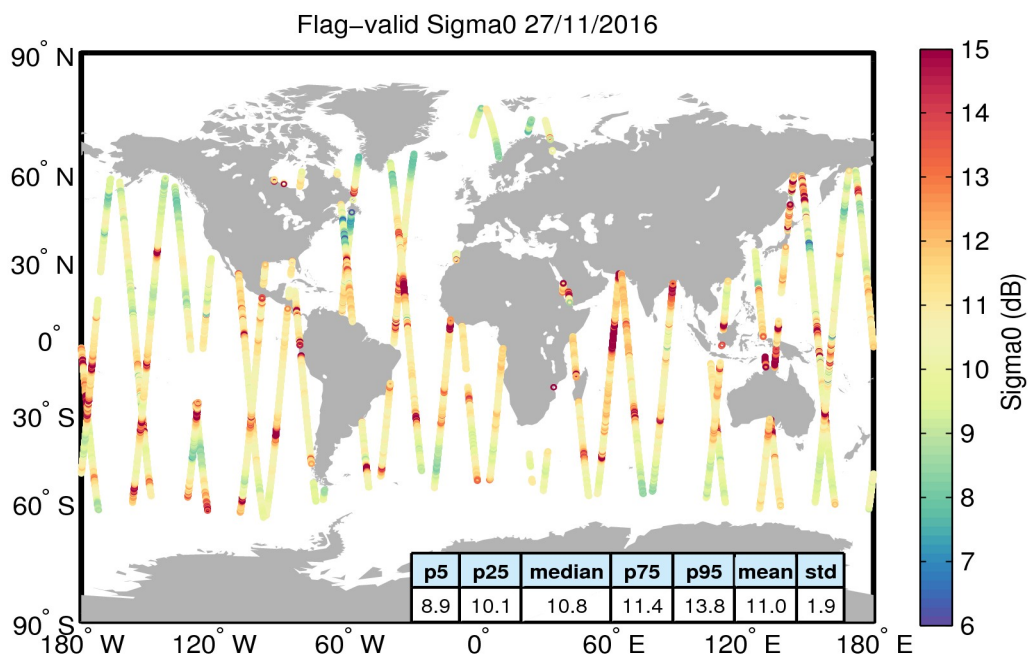 Flag−valid Sigma0 27/11/2016
90° N
60° N
30° N
0°
30° S
60° S
90° S
180° W
120° W
60° W
0°
60° E
120° E
180° E
p5 p25 median p75 p95 mean std
8.9 10.1 10.8 11.4 13.8 11.0 1.9
15
14
13
12
11
10
9
8
7
6
Sigma0 (dB)